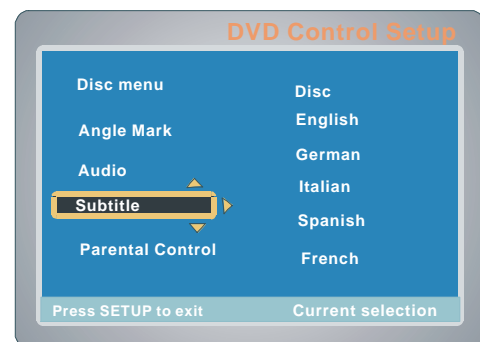 DVD Control Setup
Disc menu
Angle Mark
Audio
Subtitle
Parental Control
Disc
English
German
Italian
Spanish
French
Press SETUP to exit
Current selection